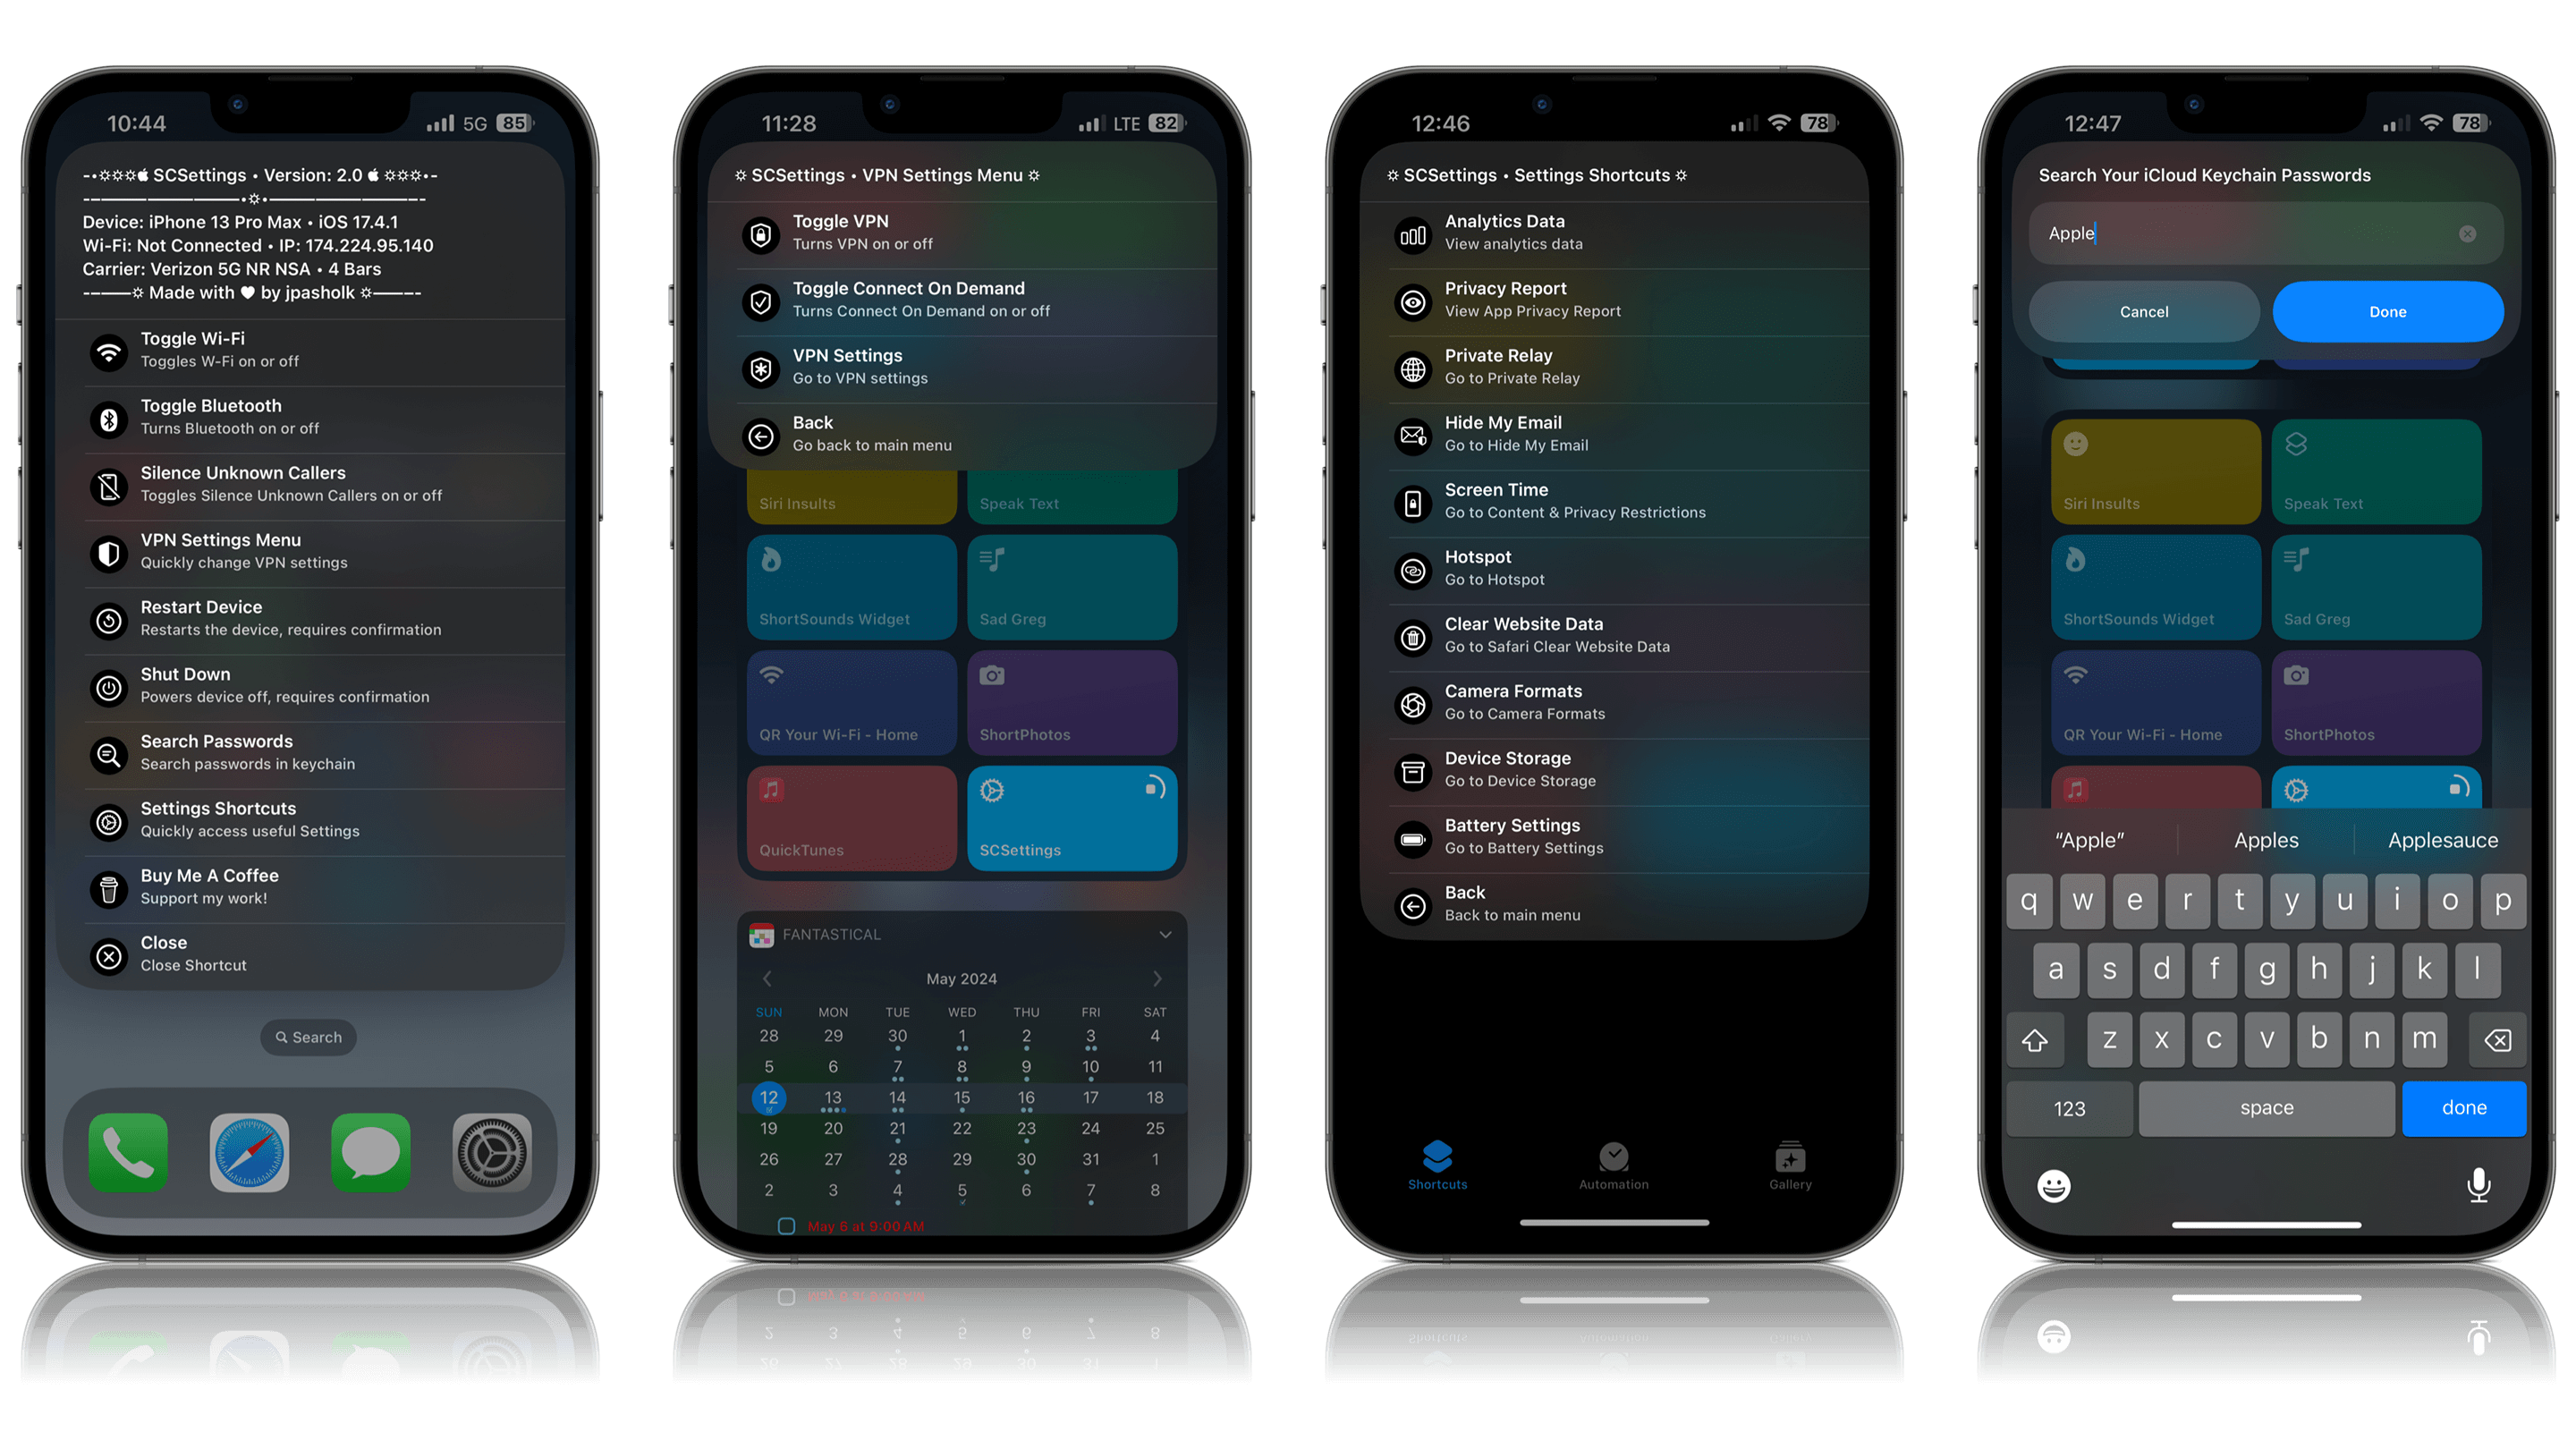 10:44
5G 85
-•☼☼☼ SCSettings • Version: 2.0  ☼☼☼•-
-———————•☼•———————--
Device: iPhone 13 Pro Max • iOS 17.4.1
Wi-Fi: Not Connected • IP: 174.224.95.140
Carrier: Verizon 5G NR NSA • 4 Bars
-–——☼ Made with ♥ by jpasholk ☼——–-
Toggle Wi-Fi
Toggles W-Fi on or off
Toggle Bluetooth
Turns Bluetooth on or off
Silence Unknown Callers
Toggles Silence Unknown Callers on or off
VPN Settings Menu
Quickly change VPN settings
Restart Device
Restarts the device, requires confirmation
Shut Down
Powers device off, requires confirmation
Search Passwords
Search passwords in keychain
Settings Shortcuts
Quickly access useful Settings
Buy Me A Coffee
Support my work!
Close
Close Shortcut
Search
11:28
LTE 82
☼ SCSettings • VPN Settings Menu ☼
Toggle VPN
Turns VPN on or off
Toggle Connect On Demand
Turns Connect On Demand on or off
VPN Settings
Go to VPN settings
Back
Go back to main menu
Siri Insults Speak Text
ShortSounds Widget Sad Greg
QR Your Wi-Fi - Home ShortPhotos
QuickTunes SCSettings
FANTASTICAL
May 2024
SUN MON TUE WED THU FRI SAT
28 29 30 1 2 3 4
5 6 7 8 9 10 11
12 13 14 15 16 17 18
19 20 21 22 23 24 25
26 27 28 29 30 31 1
2 3 4 5 6 7 8
May 6 at 9:00 AM
12:46
78
☼ SCSettings • Settings Shortcuts ☼
Analytics Data
View analytics data
Privacy Report
View App Privacy Report
Private Relay
Go to Private Relay
Hide My Email
Go to Hide My Email
Screen Time
Go to Content & Privacy Restrictions
Hotspot
Go to Hotspot
Clear Website Data
Go to Safari Clear Website Data
Camera Formats
Go to Camera Formats
Device Storage
Go to Device Storage
Battery Settings
Go to Battery Settings
Back
Back to main menu
Shortcuts Automation Gallery
12:47
78
Search Your iCloud Keychain Passwords
Apple
Cancel Done
Siri Insults Speak Text
ShortSounds Widget Sad Greg
QR Your Wi-Fi - Home ShortPhotos
“Apple” Apples Applesauce
q w e r t y u i o p
a s d f g h j k l
z x c v b n m
123 space done